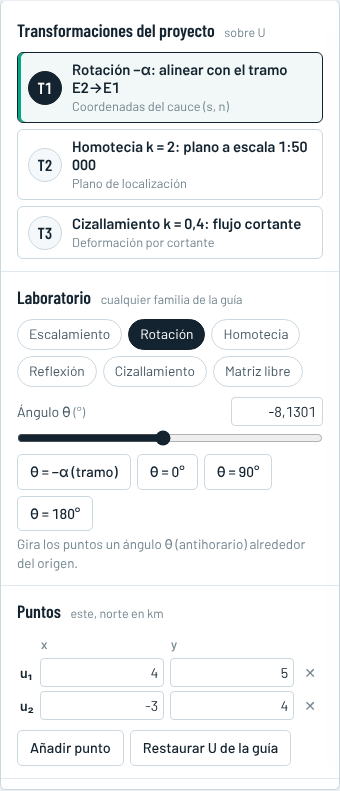 Transformaciones del proyecto sobre U
T1
Rotación −α: alinear con el tramo
E2→E1
Coordenadas del cauce (s, n)
T2
Homotecia k = 2: plano a escala 1:50
000
Plano de localización
T3
Cizallamiento k = 0,4: flujo cortante
Deformación por cortante
Laboratorio cualquier familia de la guía
Escalamiento Rotación Homotecia
Reflexión Cizallamiento Matriz libre
Ángulo θ (°) -8,1301
θ = −α (tramo) θ = 0° θ = 90°
θ = 180°
Gira los puntos un ángulo θ (antihorario) alrededor
del origen.
Puntos este, norte en km
x y
u₁ 4 5 ×
u₂ -3 4 ×
Añadir punto Restaurar U de la guía